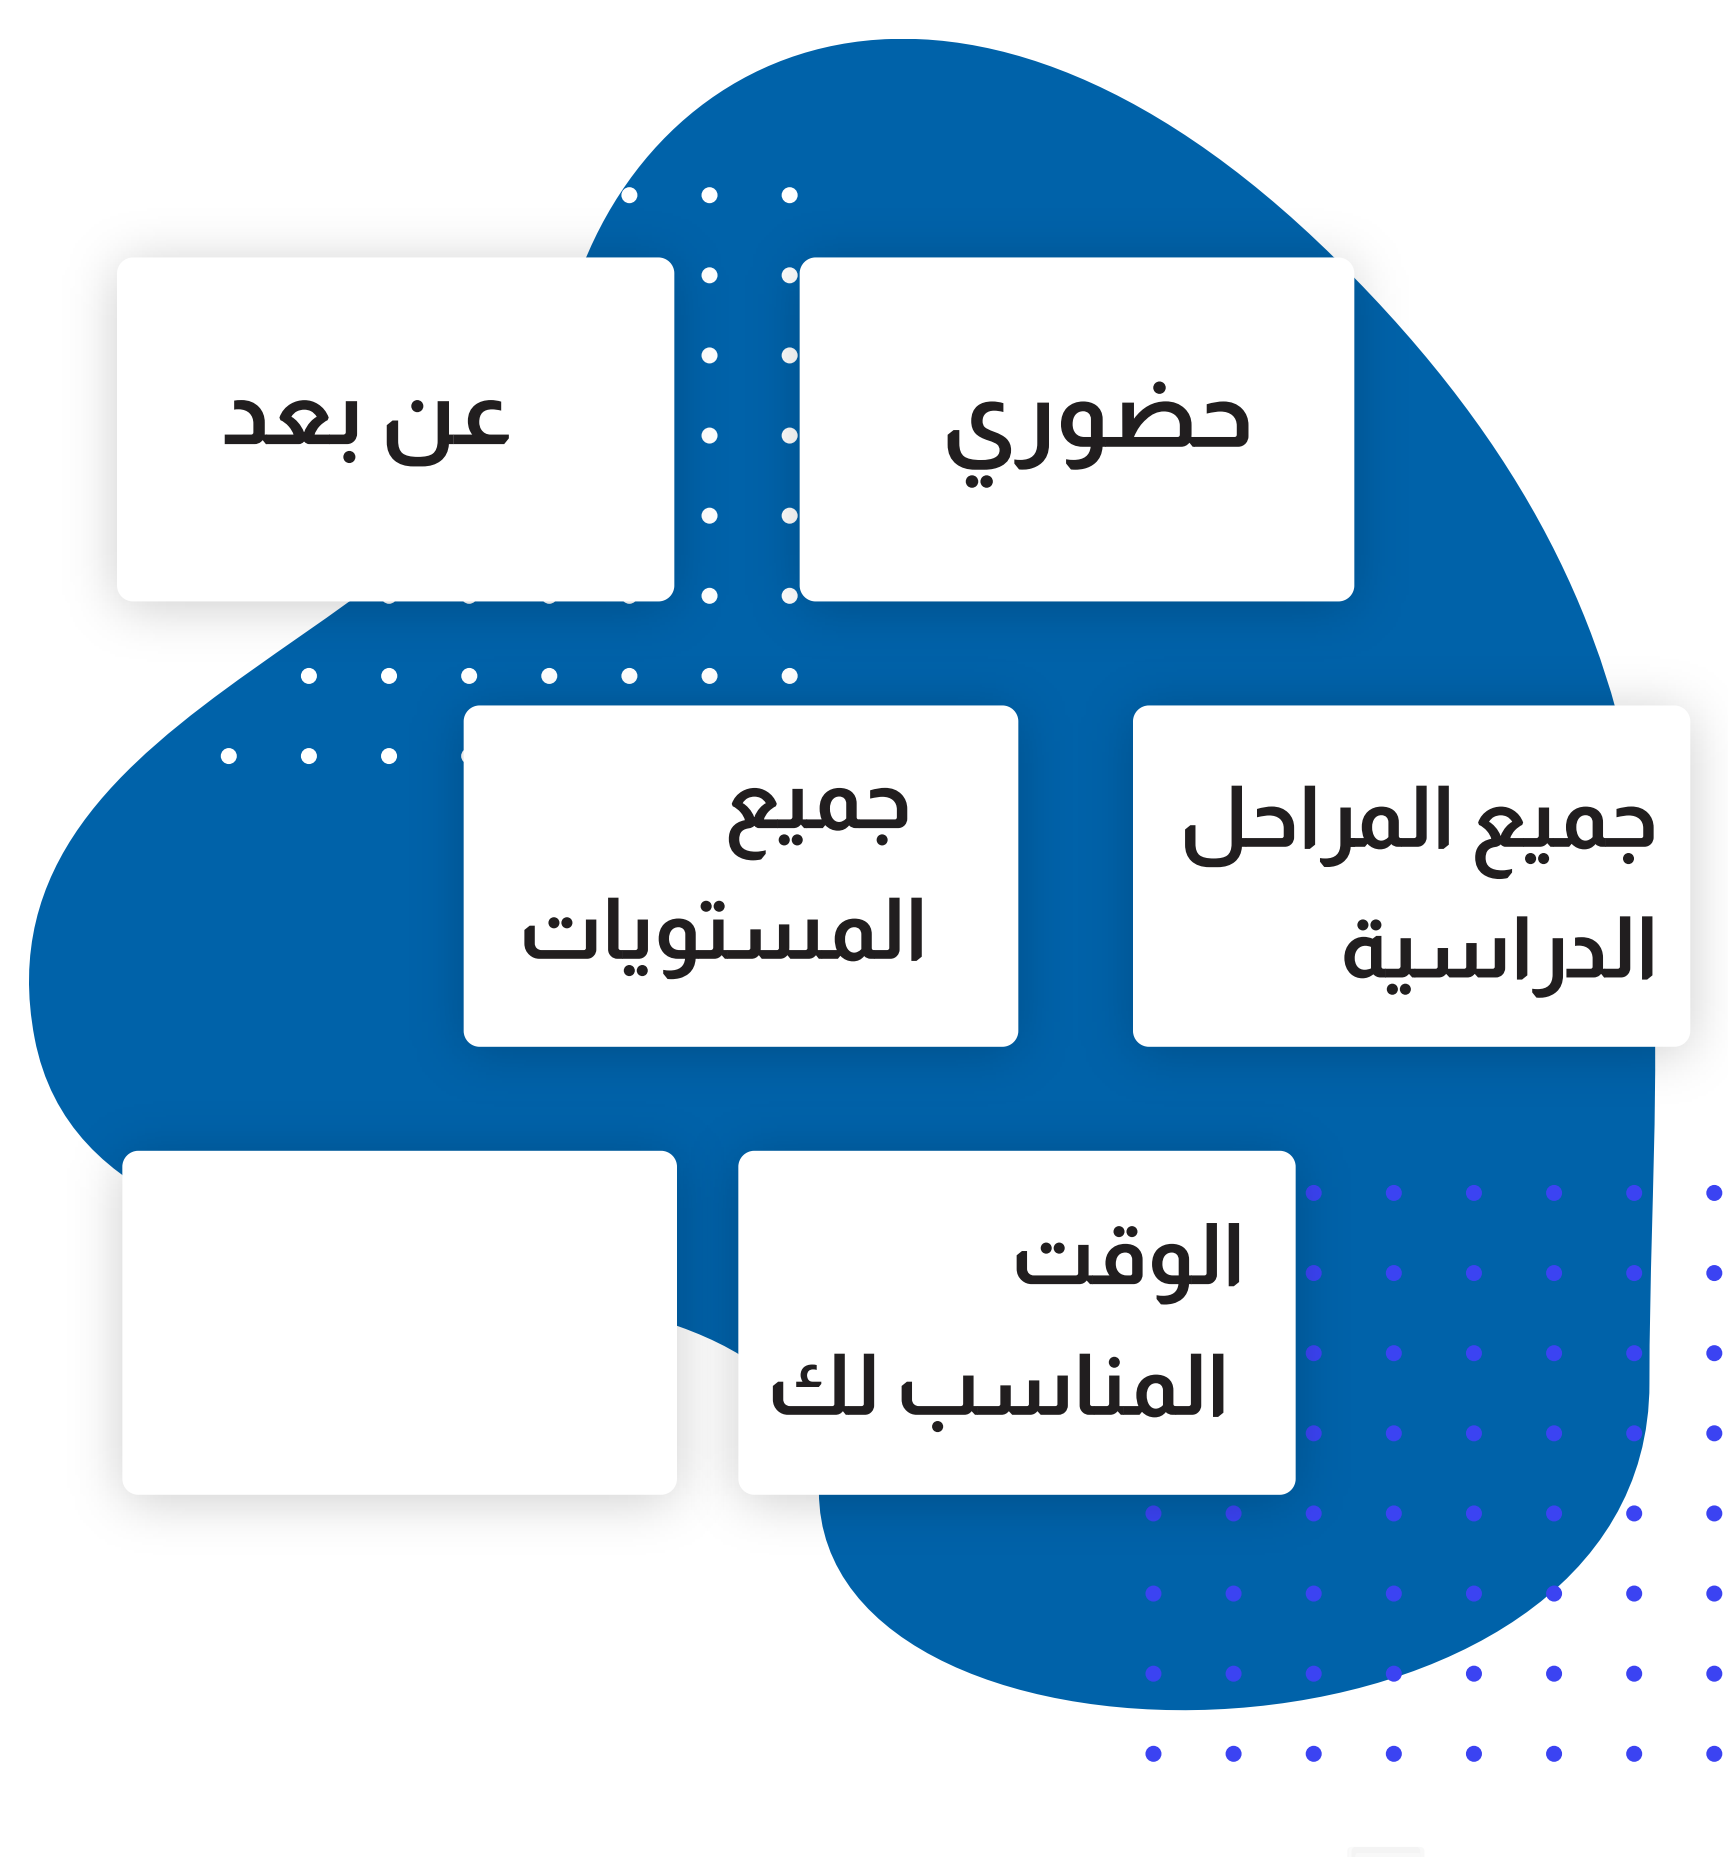 حضوري
عن بعد
جميع المراحل
الدراسية
جميع
المستويات
الوقت
المناسب لك